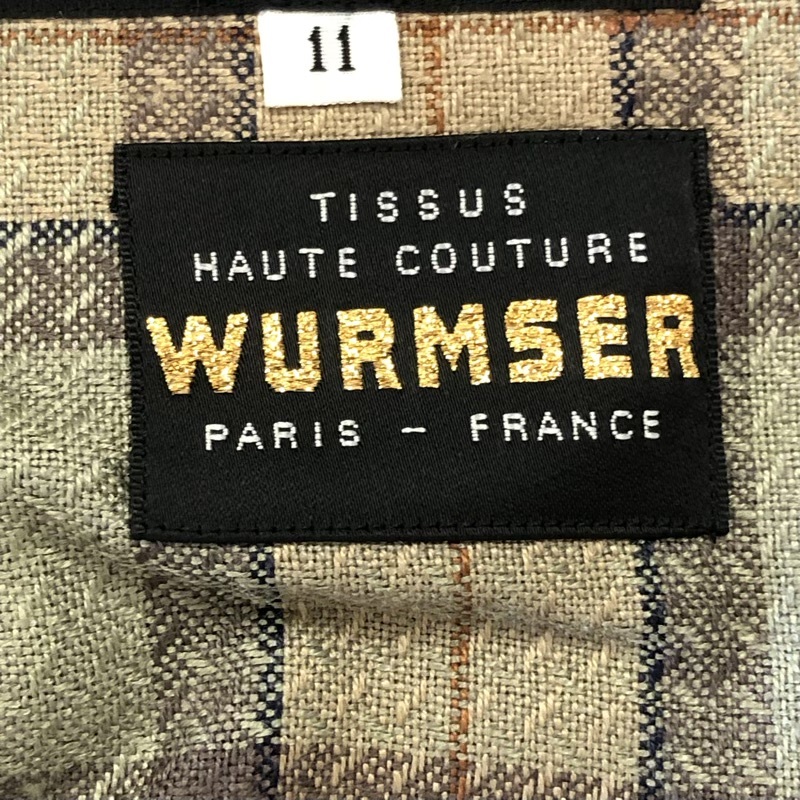 11
TISSUS
HAUTE COUTURE
WURMSER
PARIS - FRANCE